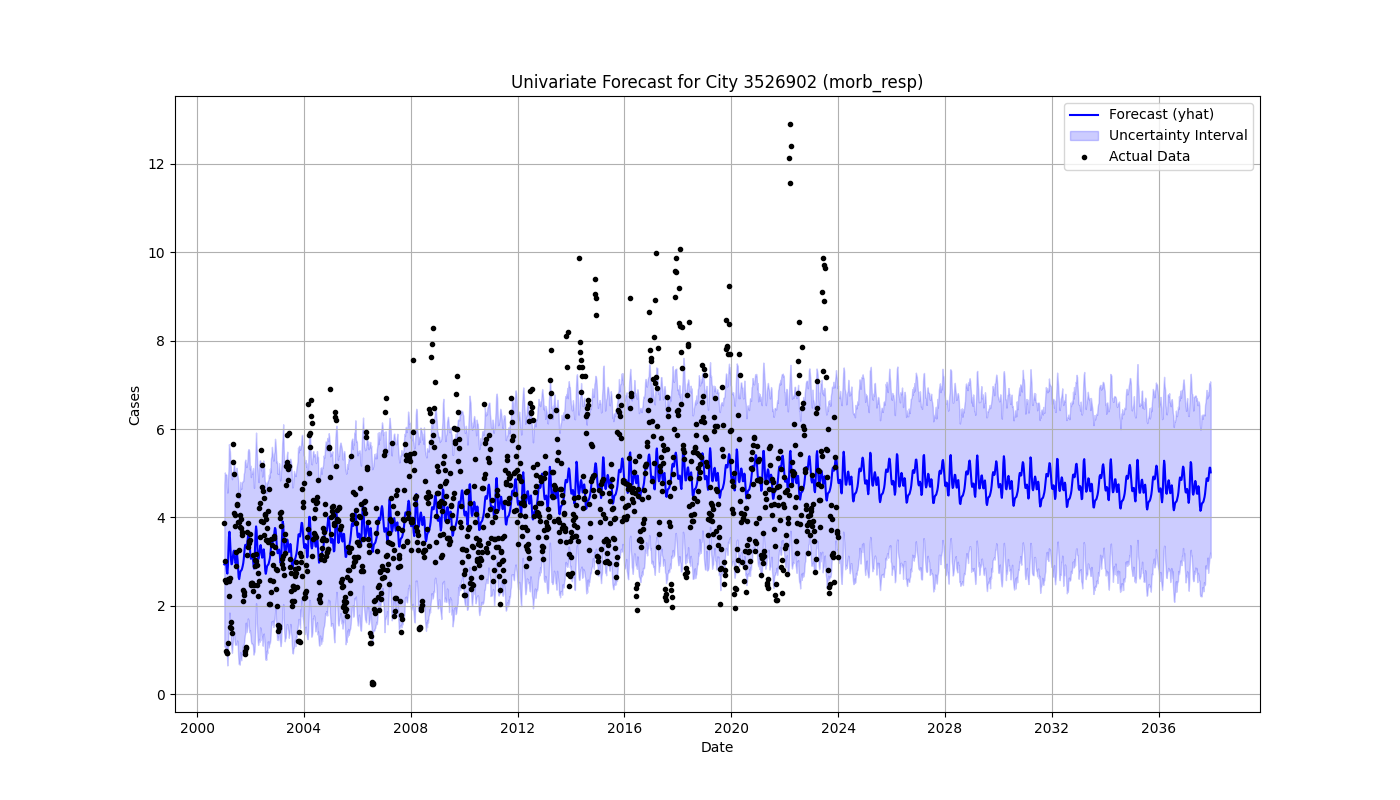 Univariate Forecast for City 3526902 (morb_resp)
Forecast (yhat)
Uncertainty Interval
Actual Data
12
10
8
6
4
2
0
Cases
2000 2004 2008 2012 2016 2020 2024 2028 2032 2036
Date